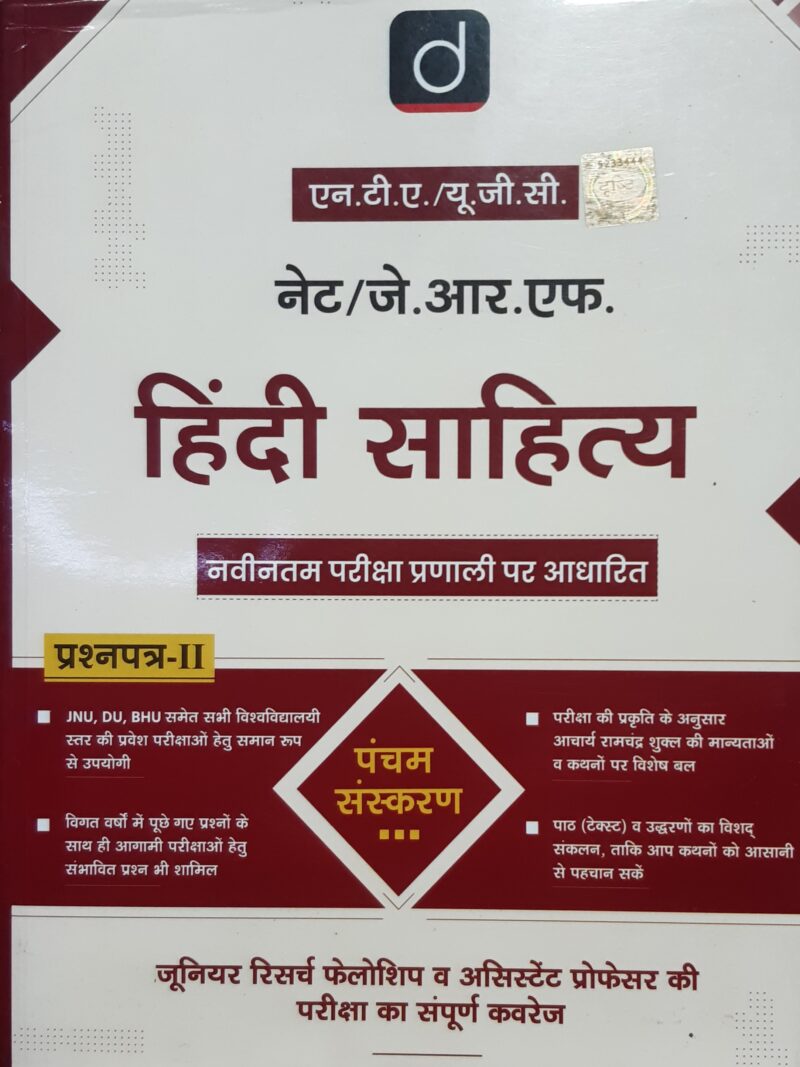 d
5233444
दृष्टि
एन.टी.ए./यू.जी.सी.
नेट/जे.आर.एफ.
हिंदी साहित्य
नवीनतम परीक्षा प्रणाली पर आधारित
प्रश्नपत्र-II
JNU, DU, BHU समेत सभी विश्वविद्यालयी
स्तर की प्रवेश परीक्षाओं हेतु समान रूप
से उपयोगी
विगत वर्षों में पूछे गए प्रश्नों के
साथ ही आगामी परीक्षाओं हेतु
संभावित प्रश्न भी शामिल
पंचम
संस्करण
परीक्षा की प्रकृति के अनुसार
आचार्य रामचंद्र शुक्ल की मान्यताओं
व कथनों पर विशेष बल
पाठ (टेक्स्ट) व उद्धरणों का विशद्
संकलन, ताकि आप कथनों को आसानी
से पहचान सकें
जूनियर रिसर्च फेलोशिप व असिस्टेंट प्रोफेसर की
परीक्षा का संपूर्ण कवरेज